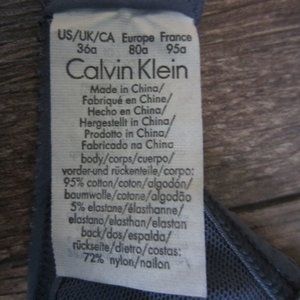 US/UK/CA Europe France
36a 80a 95a
Calvin Klein
Made in China/
Fabriqué en Chine/
Hecho en China/
Hergestellt in China/
Prodotto in China/
Fabricado na China
body/corps/cuerpo/
vorder-und rückenteile/corpo:
95% cotton/coton/algodón/
baumwolle/cotone/algodão
5% elastane/élasthanne/
elastano/elasthan/elastan
back/dos/espalda/
rückseite/dietro/costas:
72% nylon/nailon/